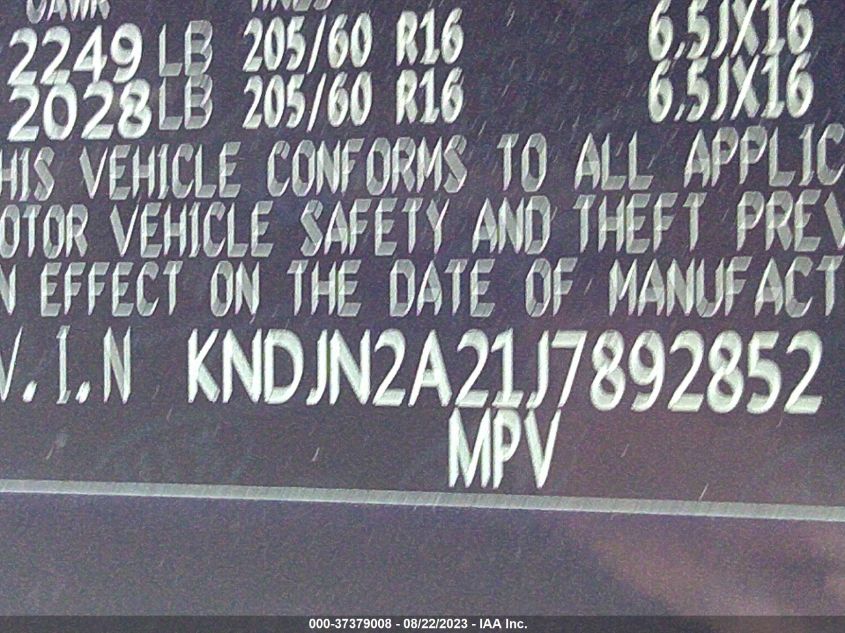 GAWR TIRES
2249 LB 205/60 R16 6.5JX16
2028 LB 205/60 R16 6.5JX16
HIS VEHICLE CONFORMS TO ALL APPLIC
OTOR VEHICLE SAFETY AND THEFT PREV
N EFFECT ON THE DATE OF MANUFACT
V.I.N KNDJN2A21J7892852
MPV
000-37379008 - 08/22/2023 - IAA Inc.